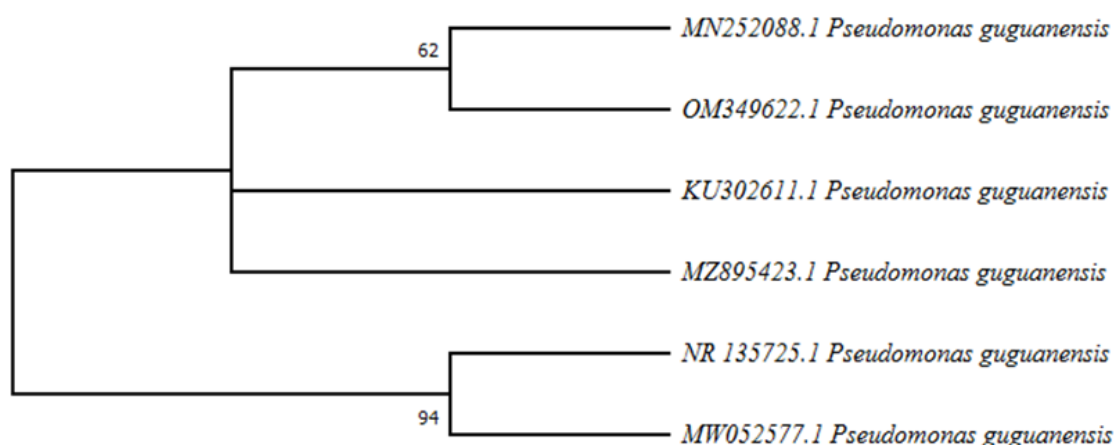 62
MN252088.1 Pseudomonas guguanensis
OM349622.1 Pseudomonas guguanensis
KU302611.1 Pseudomonas guguanensis
MZ895423.1 Pseudomonas guguanensis
NR 135725.1 Pseudomonas guguanensis
94
MW052577.1 Pseudomonas guguanensis